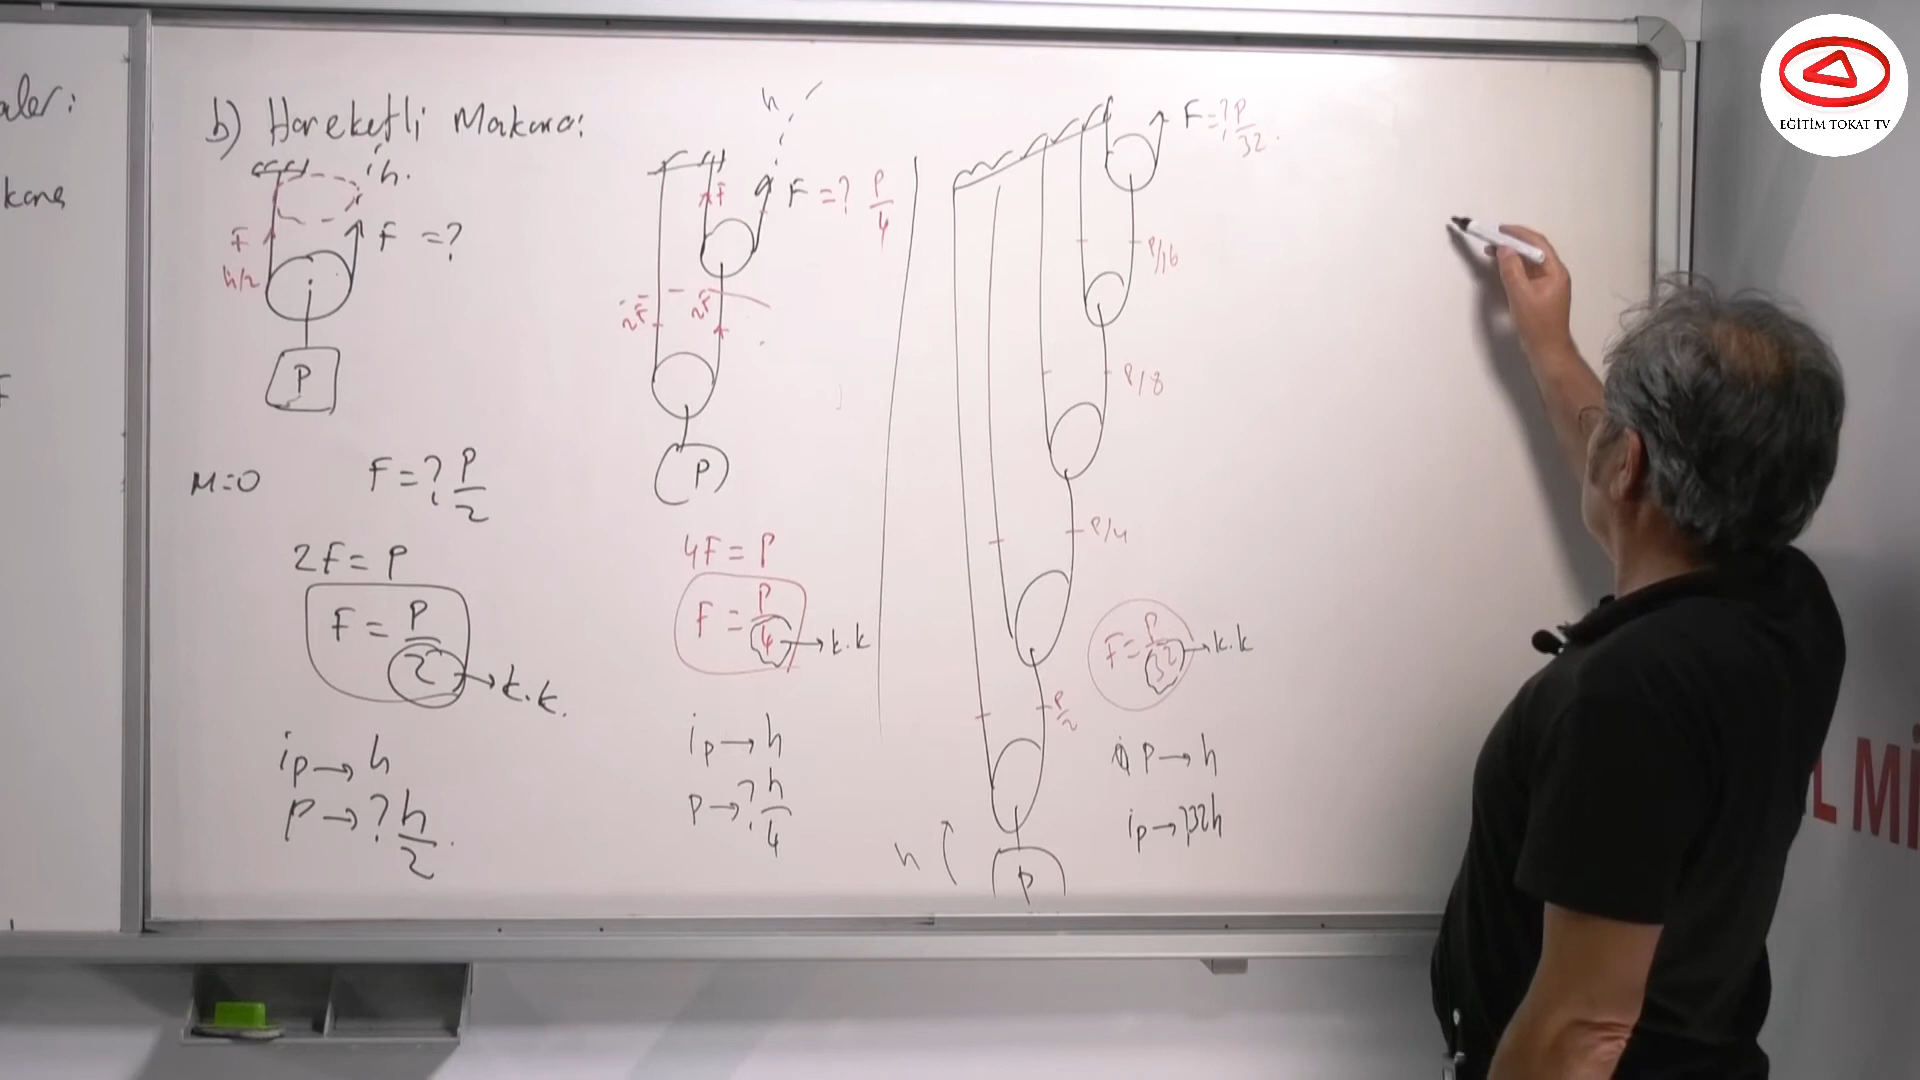 b) Hareketli Makara:
ip h.
F
h/2
F =?
P
M=0
F=? P/2
2F= P
F = P/2 → k.k.
ip → h
P → ? h/2.
h
F
F =? P/4
2F
2F
P
4F = P
F = P/4 → k.k
ip → h
P → ? h/4
F=? P/32.
P/16
P/8
P/4
P/2
F = P/32 → k.k
P → h
ip → ?32h
h
P
EĞİTİM TOKAT TV